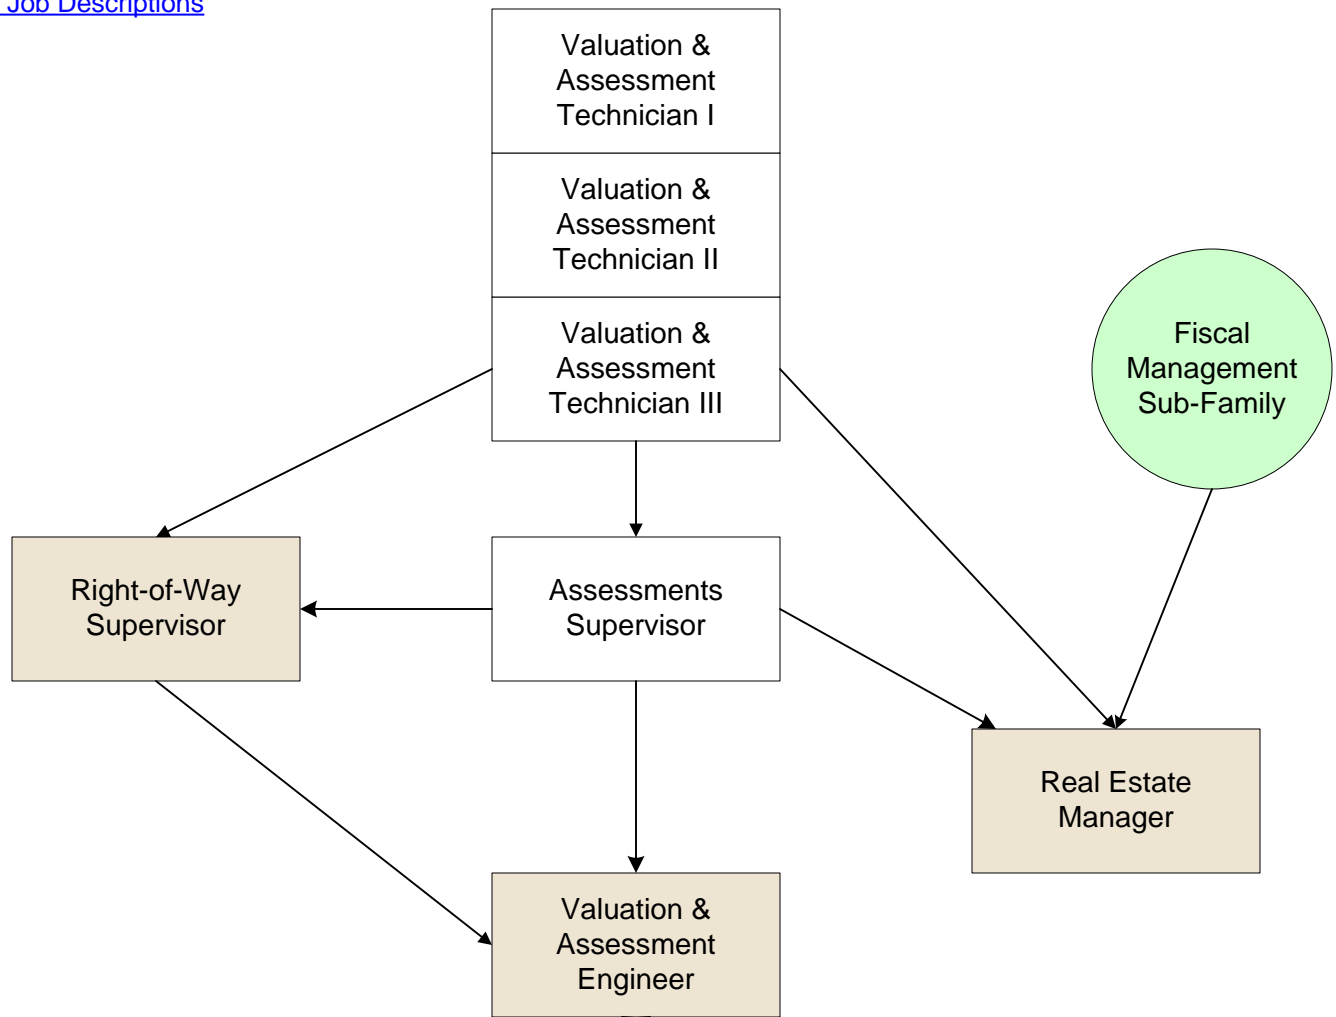 Job Descriptions
Valuation &
Assessment
Technician I
Valuation &
Assessment
Technician II
Valuation &
Assessment
Technician III
Fiscal
Management
Sub-Family
Right-of-Way
Supervisor
Assessments
Supervisor
Real Estate
Manager
Valuation &
Assessment
Engineer